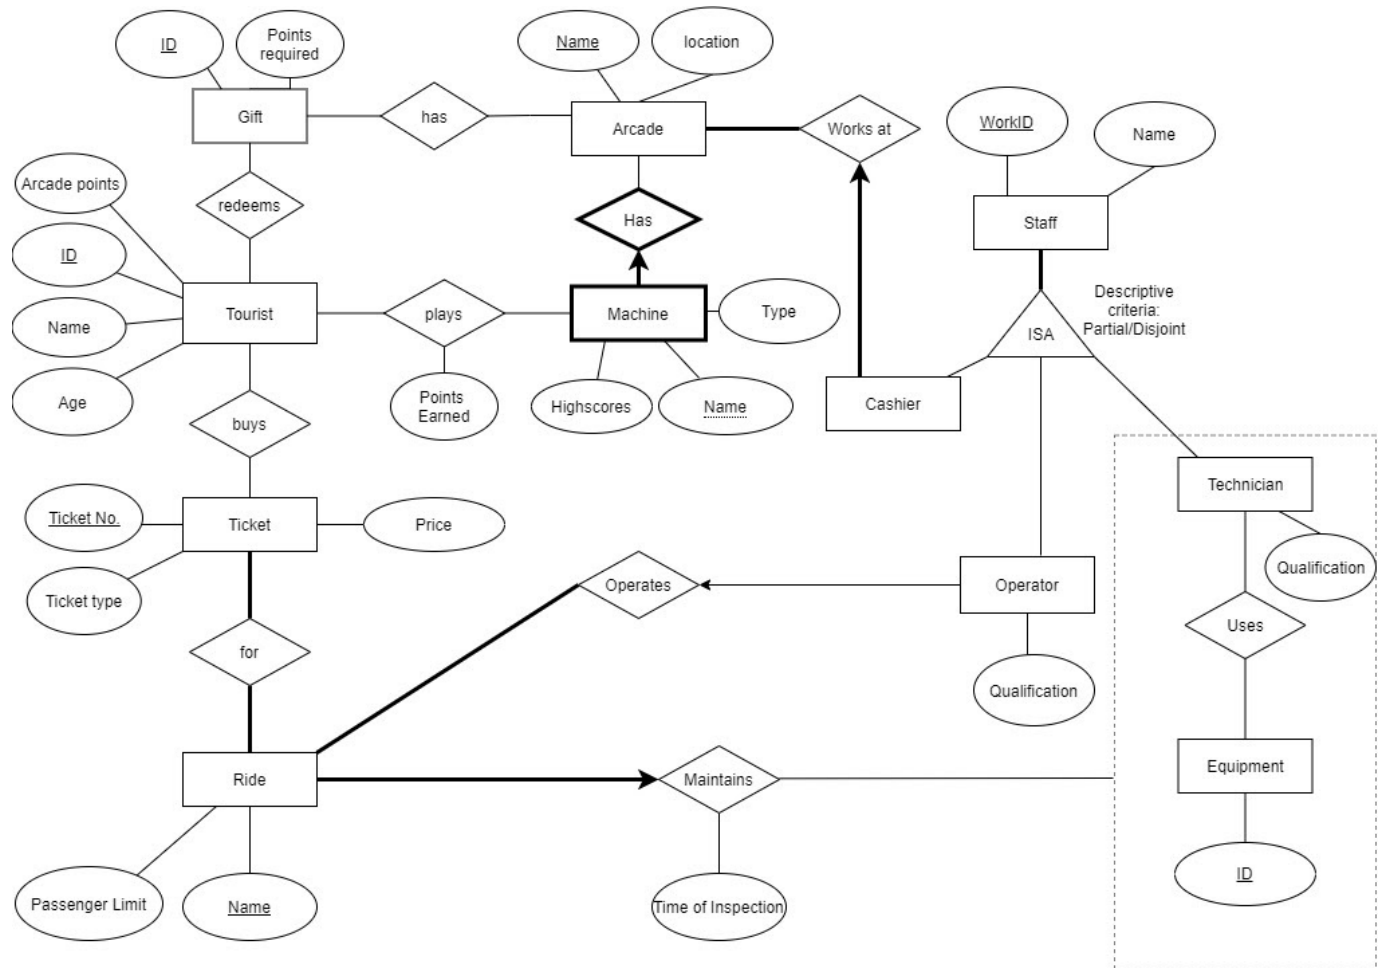 ID
Points
required
Name
location
Gift
has
Arcade
Works at
WorkID
Name
Arcade points
redeems
Has
Staff
ID
Tourist
plays
Machine
Type
Descriptive
criteria:
Partial/Disjoint
ISA
Name
Age
buys
Points
Earned
Highscores
Name
Cashier
Ticket No.
Ticket
Price
Technician
Ticket type
Operates
Operator
Qualification
for
Uses
Qualification
Ride
Maintains
Equipment
Passenger Limit
Name
Time of Inspection
ID